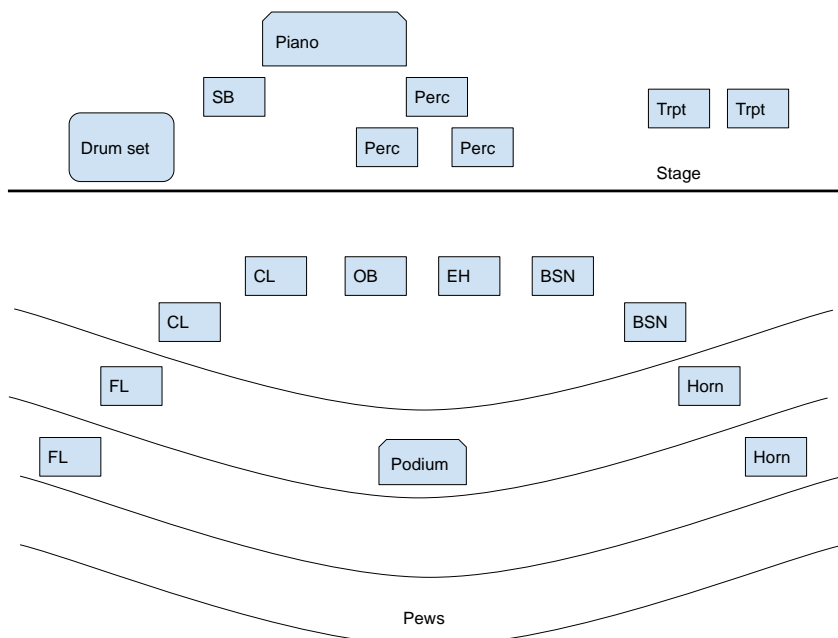 Piano
SB
Perc
Trpt
Trpt
Drum set
Perc
Perc
Stage
CL
OB
EH
BSN
CL
BSN
FL
Horn
FL
Podium
Horn
Pews